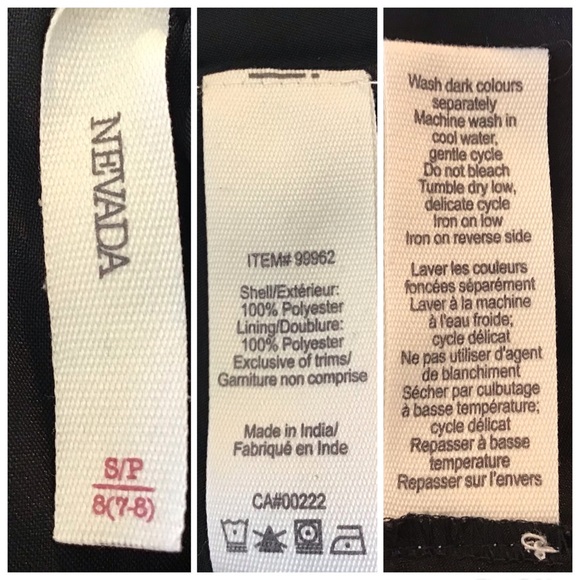 NEVADA
S/P
8(7-8)
ITEM# 99962
Shell/Extérieur:
100% Polyester
Lining/Doublure:
100% Polyester
Exclusive of trims/
Garniture non comprise
Made in India/
Fabriqué en Inde
CA#00222
Wash dark colours
separately
Machine wash in
cool water,
gentle cycle
Do not bleach
Tumble dry low,
delicate cycle
Iron on low
Iron on reverse side
Laver les couleurs
foncées séparément
Laver à la machine
à l'eau froide;
cycle délicat
Ne pas utiliser d'agent
de blanchiment
Sécher par culbutage
à basse température;
cycle délicat
Repasser à basse
temperature
Repasser sur l'envers